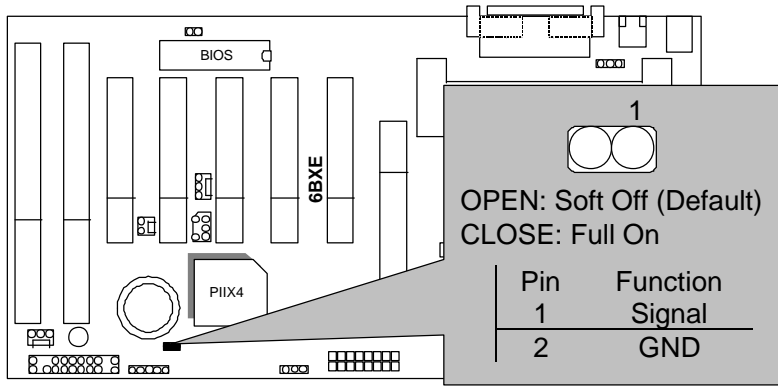 BIOS
6BXE
PIIX4
1
OPEN: Soft Off (Default)
CLOSE: Full On
Pin Function
1 Signal
2 GND